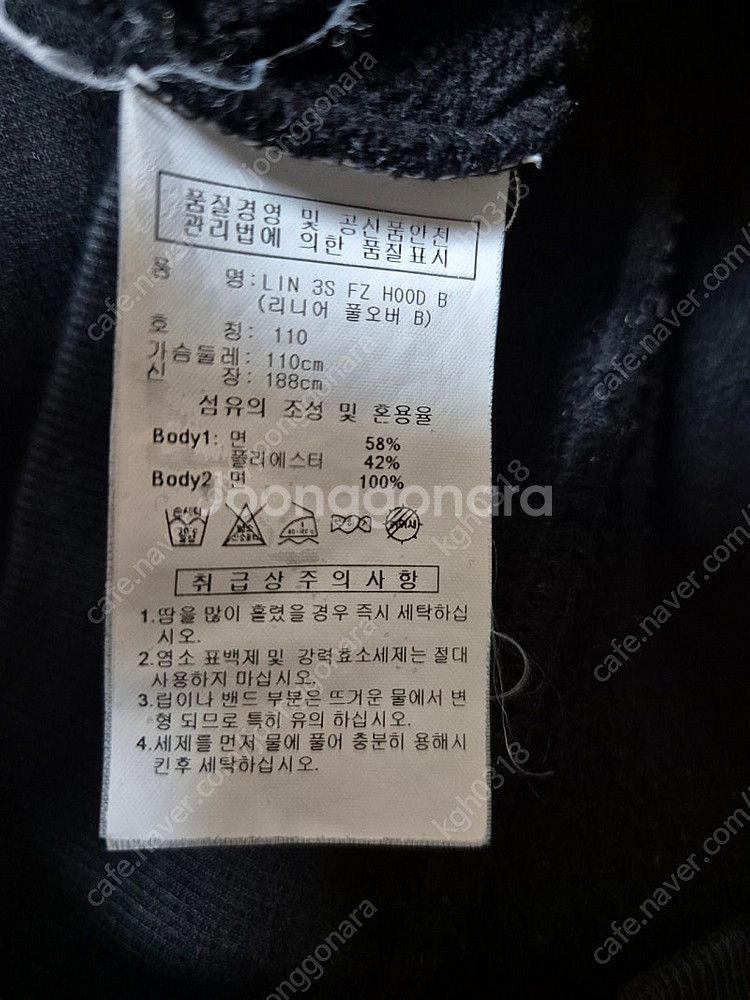 품질경영 및 공산품안전
관리법에 의한 품질표시
품 명:LIN 3S FZ HOOD B
(리니어 풀오버 B)
호 칭: 110
가슴둘레: 110cm
신 장: 188cm
섬유의 조성 및 혼용율
Body1: 면 58%
폴리에스터 42%
Body2 면 100%
취급상주의사항
1.땀을 많이 흘렸을 경우 즉시 세탁하십
시오.
2.염소 표백제 및 강력효소세제는 절대
사용하지 마십시오.
3.립이나 밴드 부분은 뜨거운 물에서 변
형 되므로 특히 유의 하십시오.
4.세제를 먼저 물에 풀어 충분히 용해시
킨후 세탁하십시오.
Joonggonara
cafe.naver.com/joonggonara
kgh0318